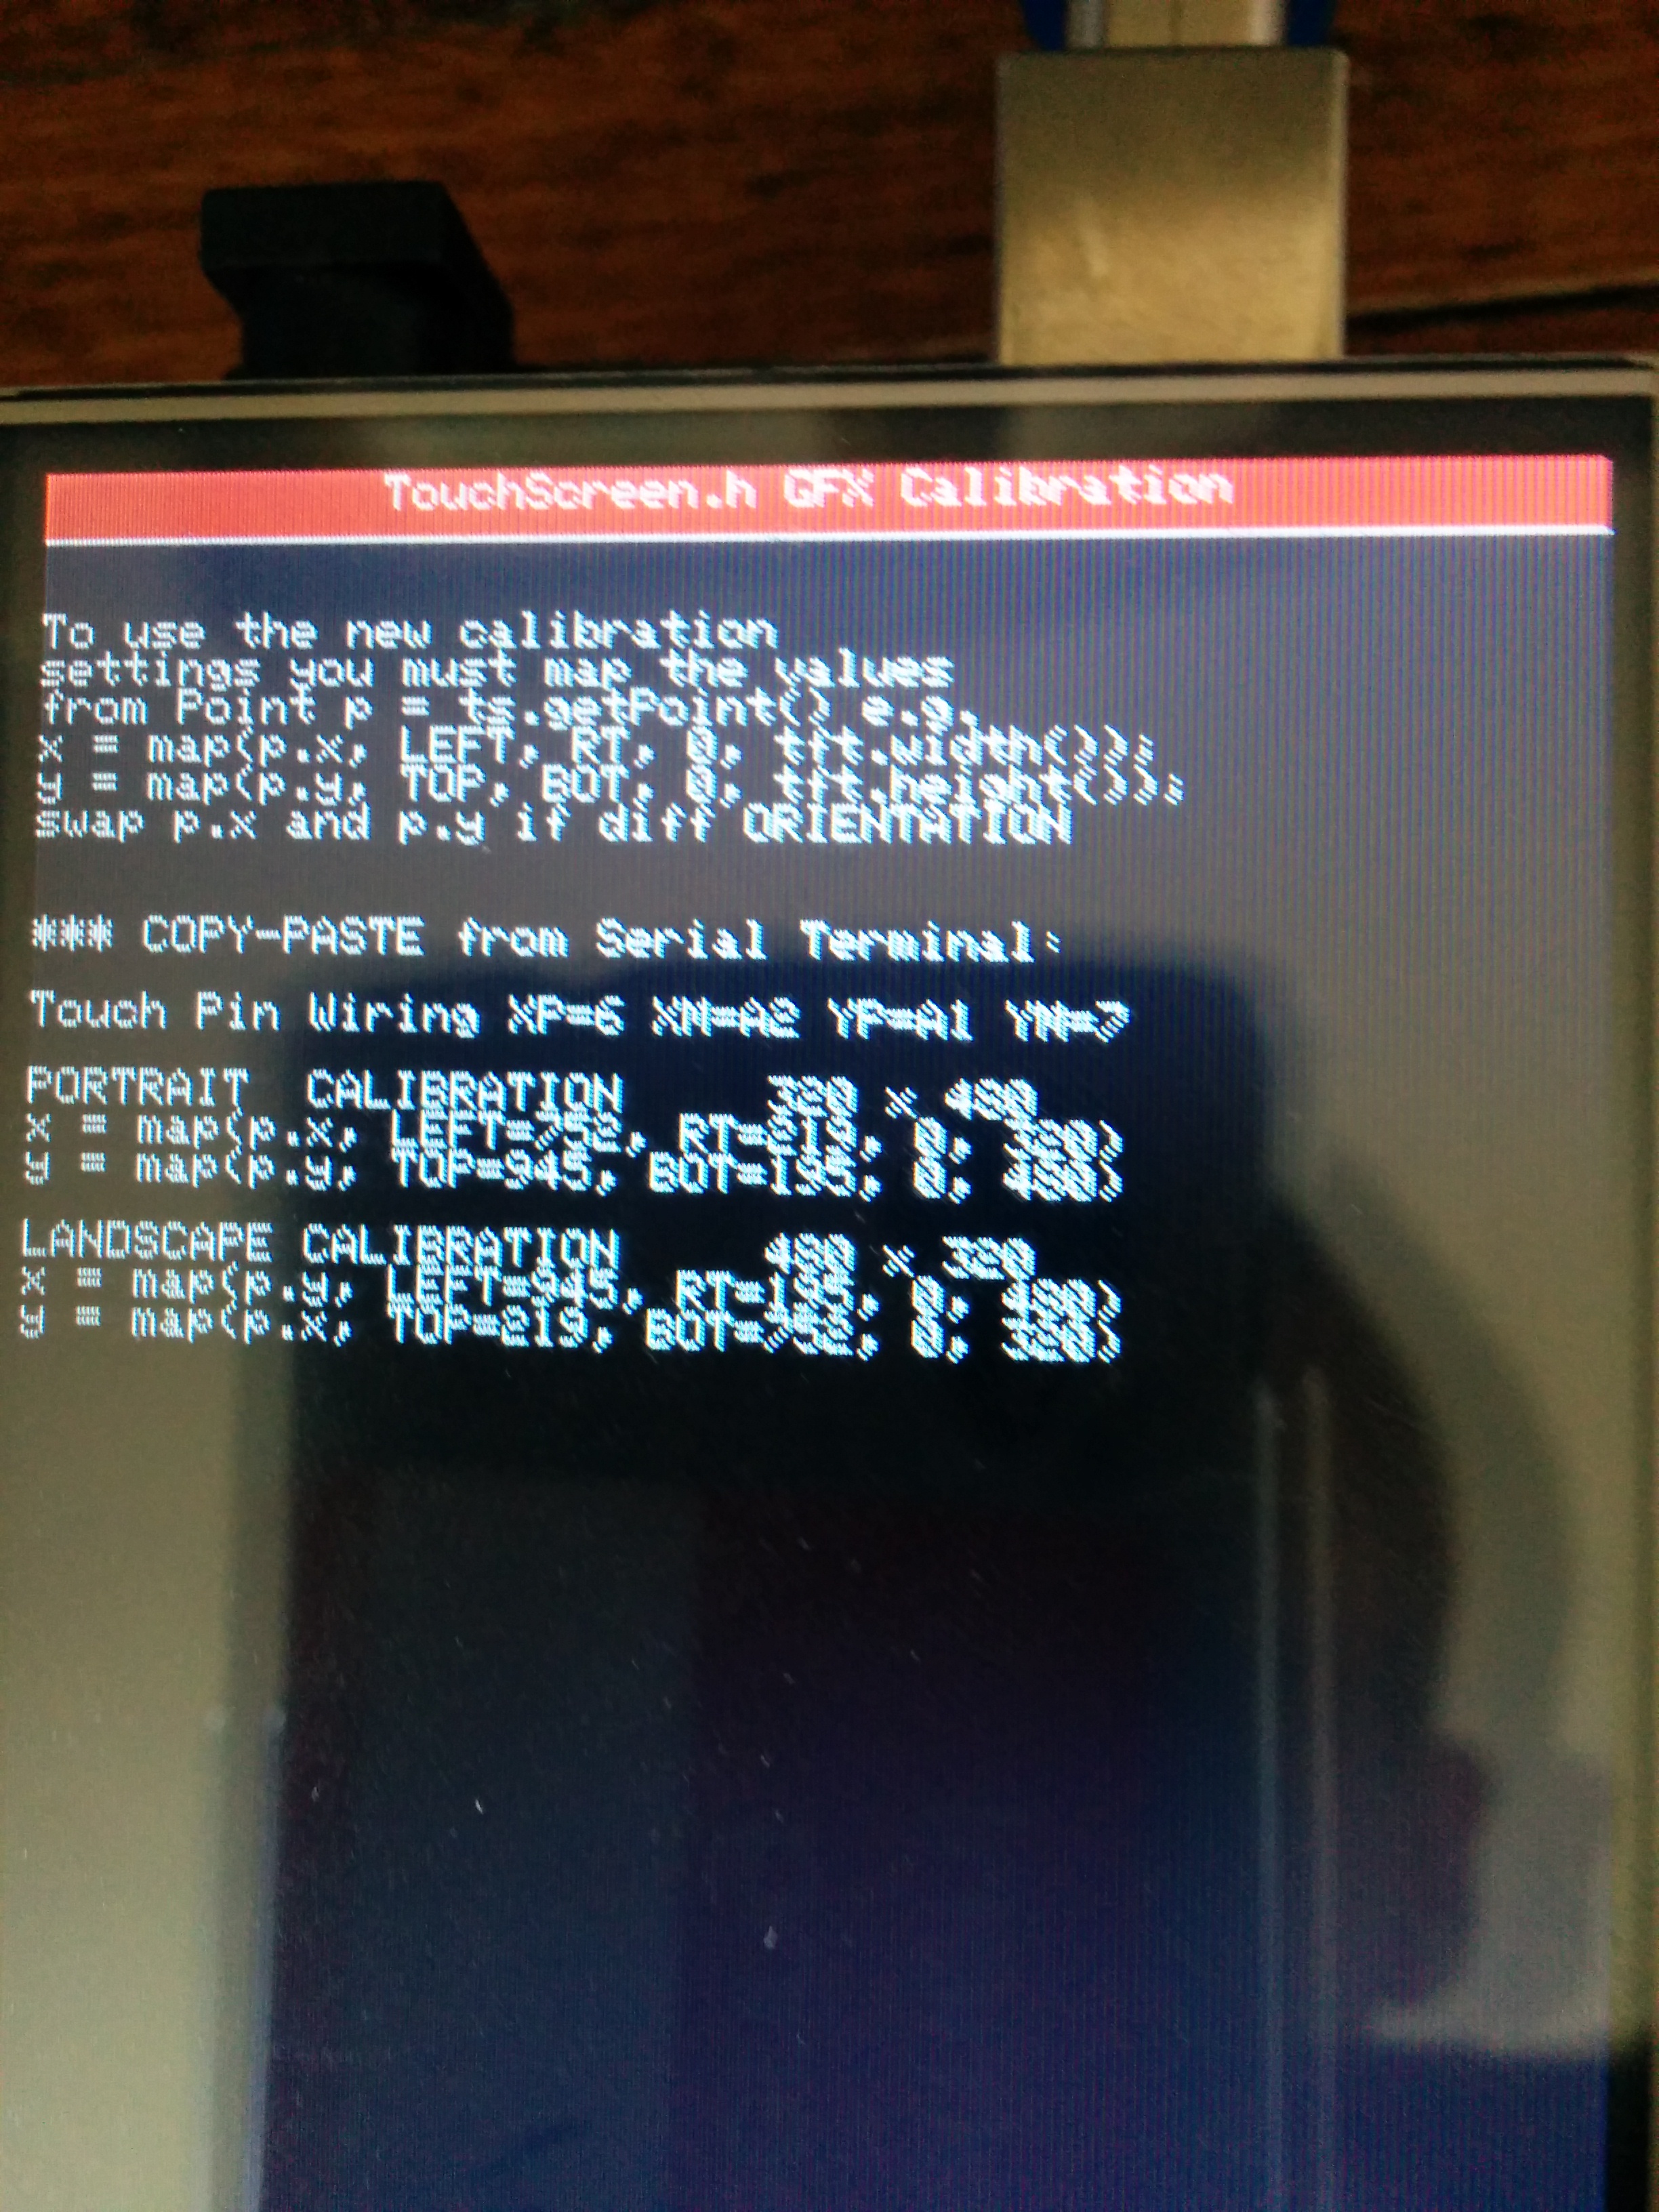 TouchScreen.h GFX Calibration
To use the new calibration
settings you must map the values
from Point p = ts.getPoint() e.g.
x = map(p.x, LEFT, RT, 0, tft.width());
y = map(p.y, TOP, BOT, 0, tft.height());
swap p.x and p.y if diff ORIENTATION
*** COPY-PASTE from Serial Terminal:
Touch Pin Wiring XP=6 XM=A2 YP=A1 YM=7
PORTRAIT CALIBRATION 320 x 480
x = map(p.x, LEFT=752, RT=219, 0, 320)
y = map(p.y, TOP=945, BOT=195, 0, 480)
LANDSCAPE CALIBRATION 480 x 320
x = map(p.y, LEFT=945, RT=195, 0, 480)
y = map(p.x, TOP=219, BOT=752, 0, 320)